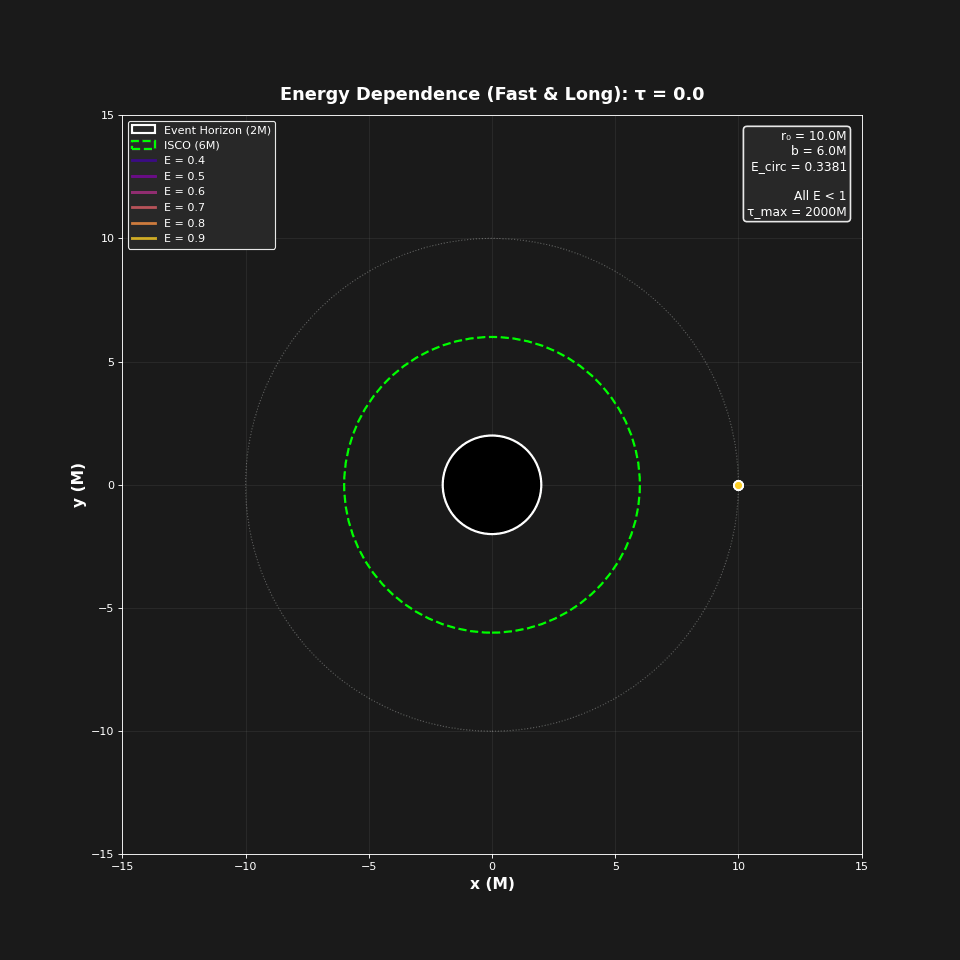 Energy Dependence (Fast & Long): τ = 0.0
Event Horizon (2M)
ISCO (6M)
E = 0.4
E = 0.5
E = 0.6
E = 0.7
E = 0.8
E = 0.9
r₀ = 10.0M
b = 6.0M
E_circ = 0.3381
All E < 1
τ_max = 2000M
15
10
5
0
−5
−10
−15
y (M)
−15
−10
−5
0
5
10
15
x (M)